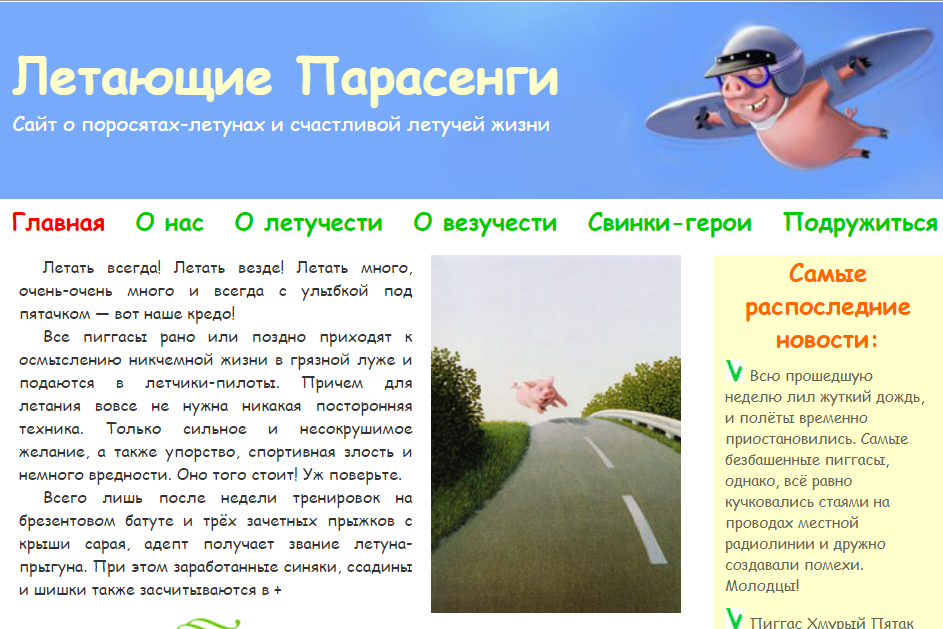 Летающие Парасенги
Сайт о поросятах-летунах и счастливой летучей жизни
Главная О нас О летучести О везучести Свинки-герои Подружиться
Летать всегда! Летать везде! Летать много,
очень-очень много и всегда с улыбкой под
пятачком — вот наше кредо!
Все пиггасы рано или поздно приходят к
осмыслению никчемной жизни в грязной луже и
подаются в летчики-пилоты. Причем для
летания вовсе не нужна никакая посторонняя
техника. Только сильное и несокрушимое
желание, а также упорство, спортивная злость и
немного вредности. Оно того стоит! Уж поверьте.
Всего лишь после недели тренировок на
брезентовом батуте и трёх зачетных прыжков с
крыши сарая, адепт получает звание летуна-
прыгуна. При этом заработанные синяки, ссадины
и шишки также засчитываются в +
Самые
распоследние
новости:
Всю прошедшую
неделю лил жуткий дождь,
и полёты временно
приостановились. Самые
безбашенные пиггасы,
однако, всё равно
кучковались стаями на
проводах местной
радиолинии и дружно
создавали помехи.
Молодцы!
Пиггас Хмурый Пятак